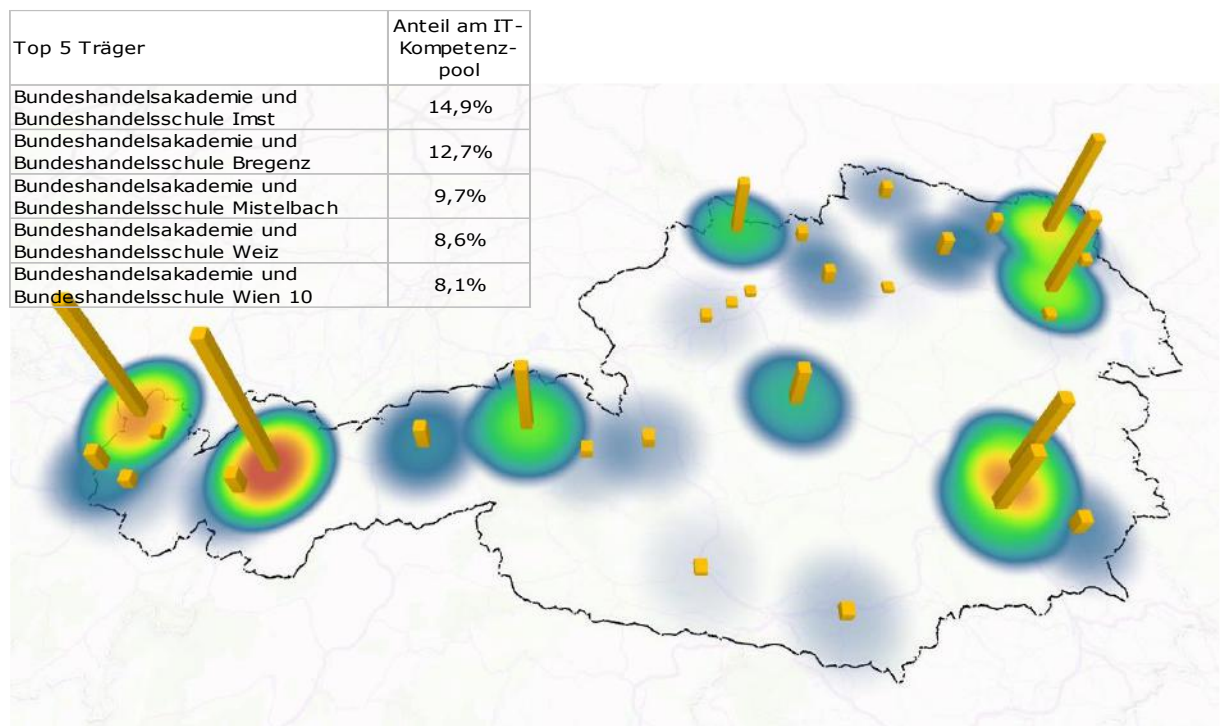 Top 5 Träger
Anteil am IT-
Kompetenz-
pool
Bundeshandelsakademie und
Bundeshandelsschule Imst
14,9%
Bundeshandelsakademie und
Bundeshandelsschule Bregenz
12,7%
Bundeshandelsakademie und
Bundeshandelsschule Mistelbach
9,7%
Bundeshandelsakademie und
Bundeshandelsschule Weiz
8,6%
Bundeshandelsakademie und
Bundeshandelsschule Wien 10
8,1%